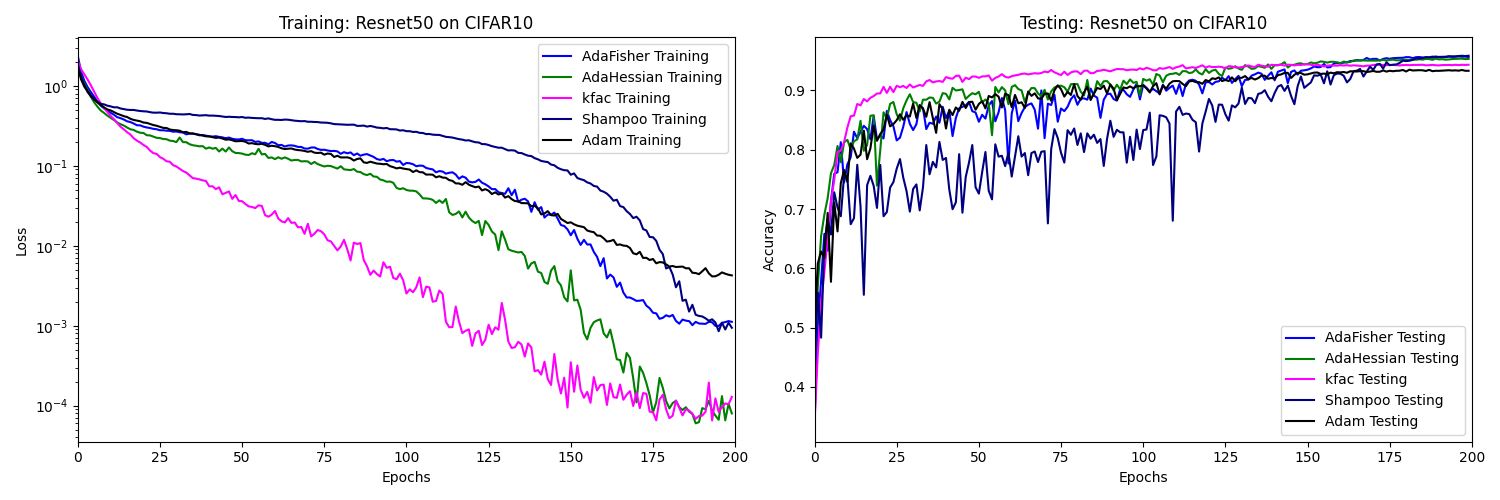 Training: Resnet50 on CIFAR10
AdaFisher Training
AdaHessian Training
kfac Training
Shampoo Training
Adam Training
10⁰
10⁻¹
10⁻²
10⁻³
10⁻⁴
Loss
0 25 50 75 100 125 150 175 200
Epochs
Testing: Resnet50 on CIFAR10
0.9
0.8
0.7
0.6
0.5
0.4
Accuracy
AdaFisher Testing
AdaHessian Testing
kfac Testing
Shampoo Testing
Adam Testing
0 25 50 75 100 125 150 175 200
Epochs